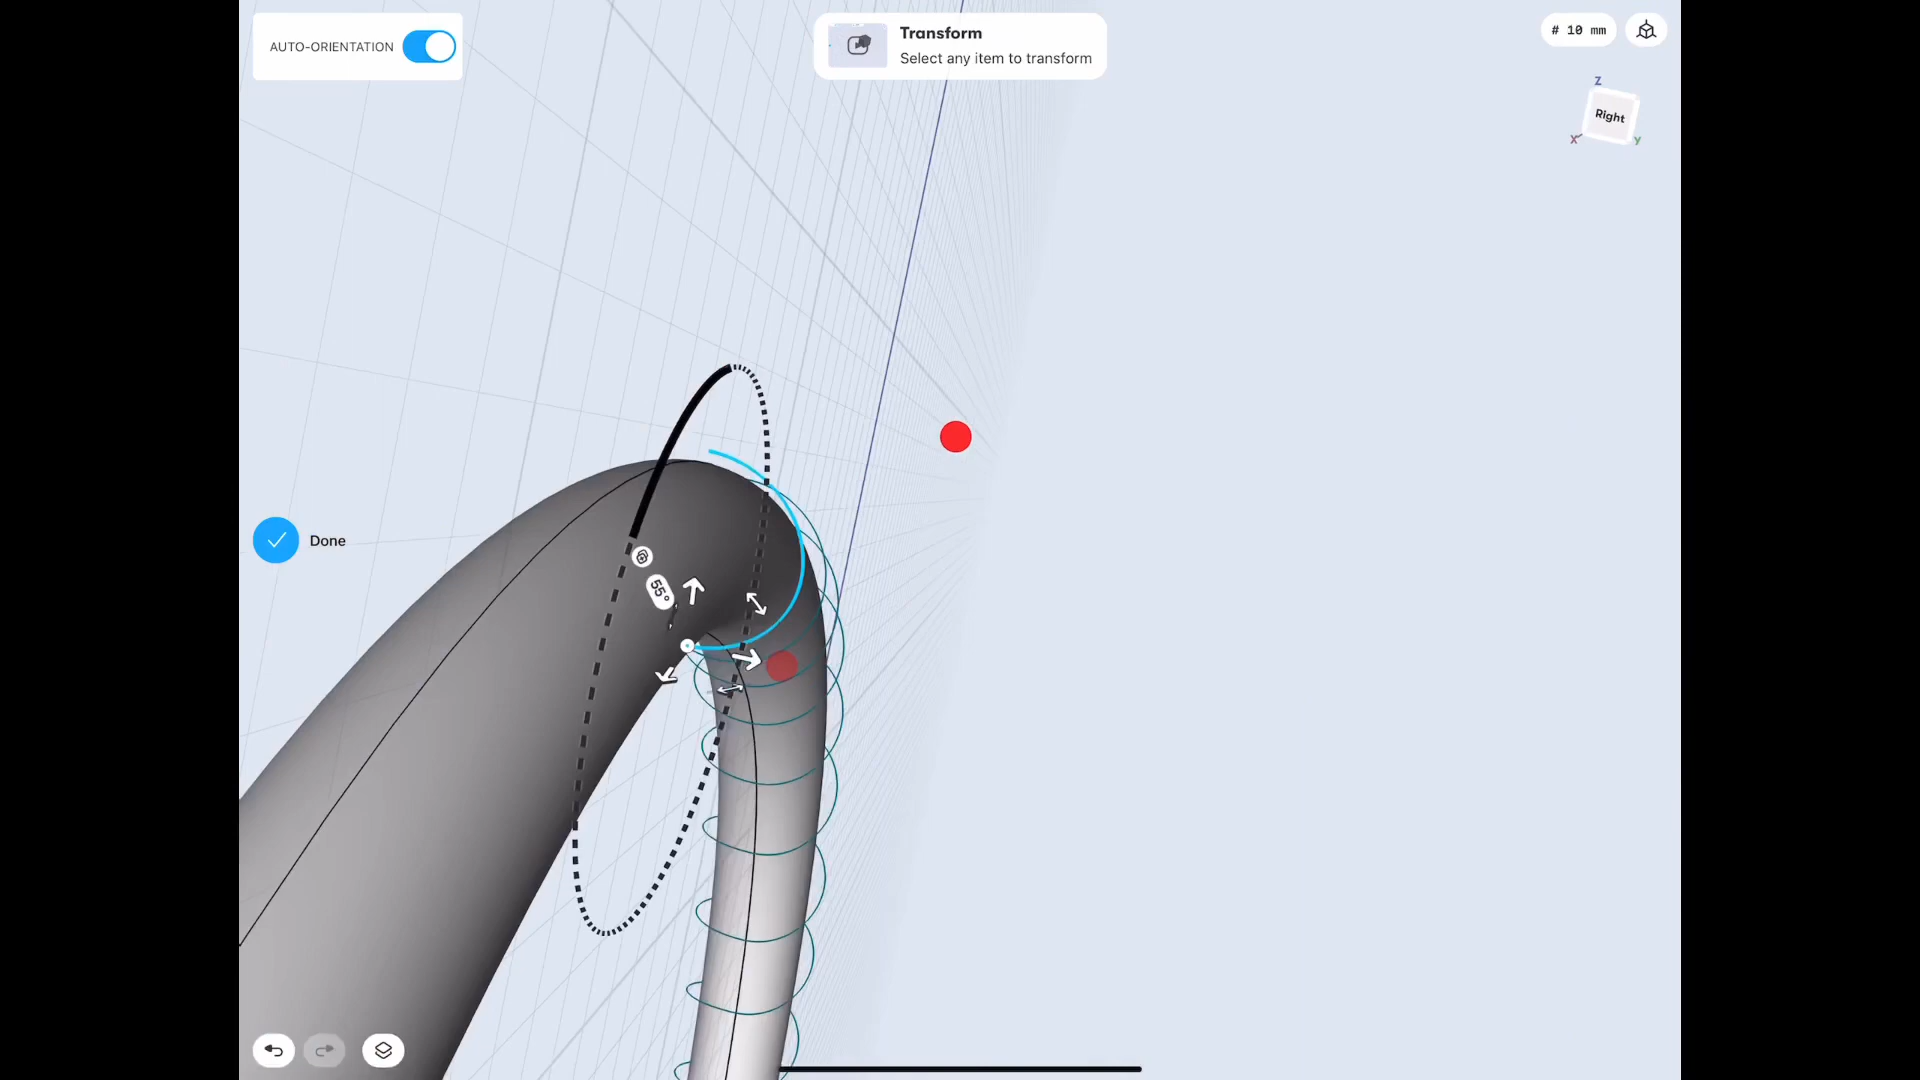 AUTO-ORIENTATION
Transform
Select any item to transform
# 10 mm
Z
Right
X
Y
Done
55°